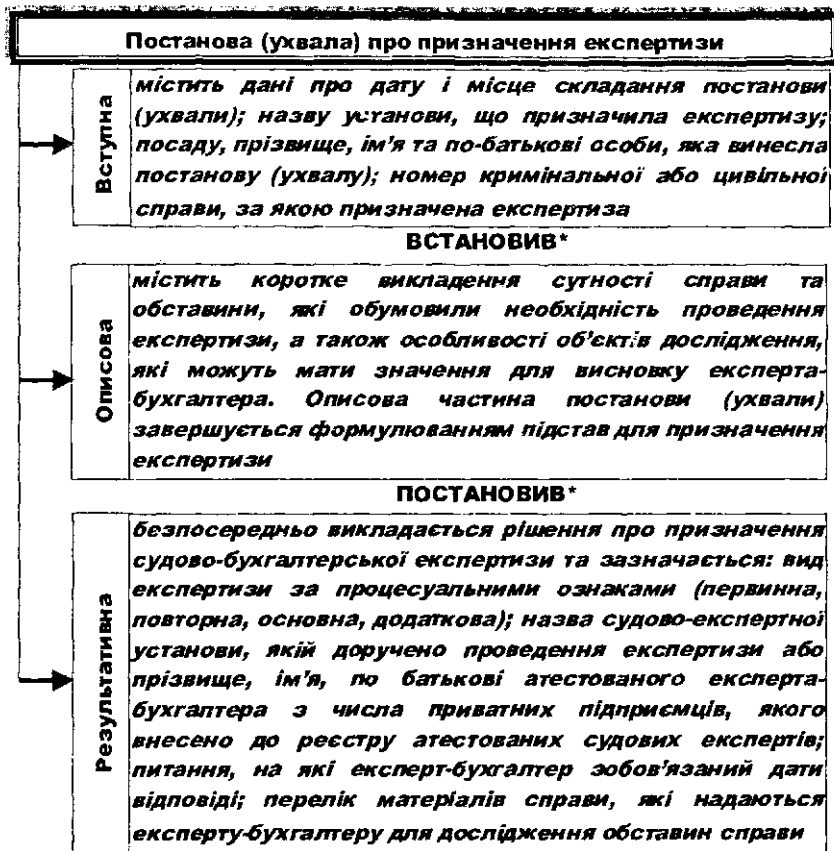 Постанова (ухвала) про призначення експертизи
Вступна
містить дані про дату і місце складання постанови
(ухвали); назву установи, що призначила експертизу;
посаду, прізвище, ім'я та по-батькові особи, яка винесла
постанову (ухвалу); номер кримінальної або цивільної
справи, за якою призначена експертиза
ВСТАНОВИВ*
Описова
містить коротке викладення сутності справи та
обставини, які обумовили необхідність проведення
експертизи, а також особливості об'єктів дослідження,
які можуть мати значення для висновку експерта-
бухгалтера. Описова частина постанови (ухвали)
завершується формулюванням підстав для призначення
експертизи
ПОСТАНОВИВ*
Результативна
безпосередньо викладається рішення про призначення
судово-бухгалтерської експертизи та зазначається: вид
експертизи за процесуальними ознаками (первинна,
повторна, основна, додаткова); назва судово-експертної
установи, якій доручено проведення експертизи або
прізвище, ім'я, по батькові атестованого експерта-
бухгалтера з числа приватних підприємців, якого
внесено до реєстру атестованих судових експертів;
питання, на які експерт-бухгалтер зобов'язаний дати
відповіді; перелік матеріалів справи, які надаються
експерту-бухгалтеру для дослідження обставин справи